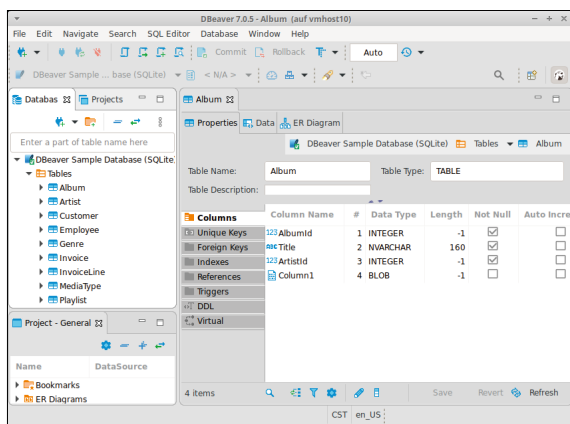 DBeaver 7.0.5 - Album (auf vmhost10)
File Edit Navigate Search SQL Editor Database Window Help
Commit Rollback T Auto
DBeaver Sample ... base (SQLite) < N/A >
Databas Projects
Album
Properties Data ER Diagram
Enter a part of table name here
DBeaver Sample Database (SQLite) Tables Album
DBeaver Sample Database (SQLite
Tables
Album
Artist
Customer
Employee
Genre
Invoice
InvoiceLine
MediaType
Playlist
Table Name: Album Table Type: TABLE
Table Description:
Columns
Unique Keys
Foreign Keys
Indexes
References
Triggers
DDL
Virtual
Column Name # Data Type Length Not Null Auto Incre
123 AlbumId 1 INTEGER -1
ABC Title 2 NVARCHAR 160
123 ArtistId 3 INTEGER -1
Column1 4 BLOB -1
Project - General
Name DataSource
Bookmarks
ER Diagrams
4 items Save Revert Refresh
CST en_US